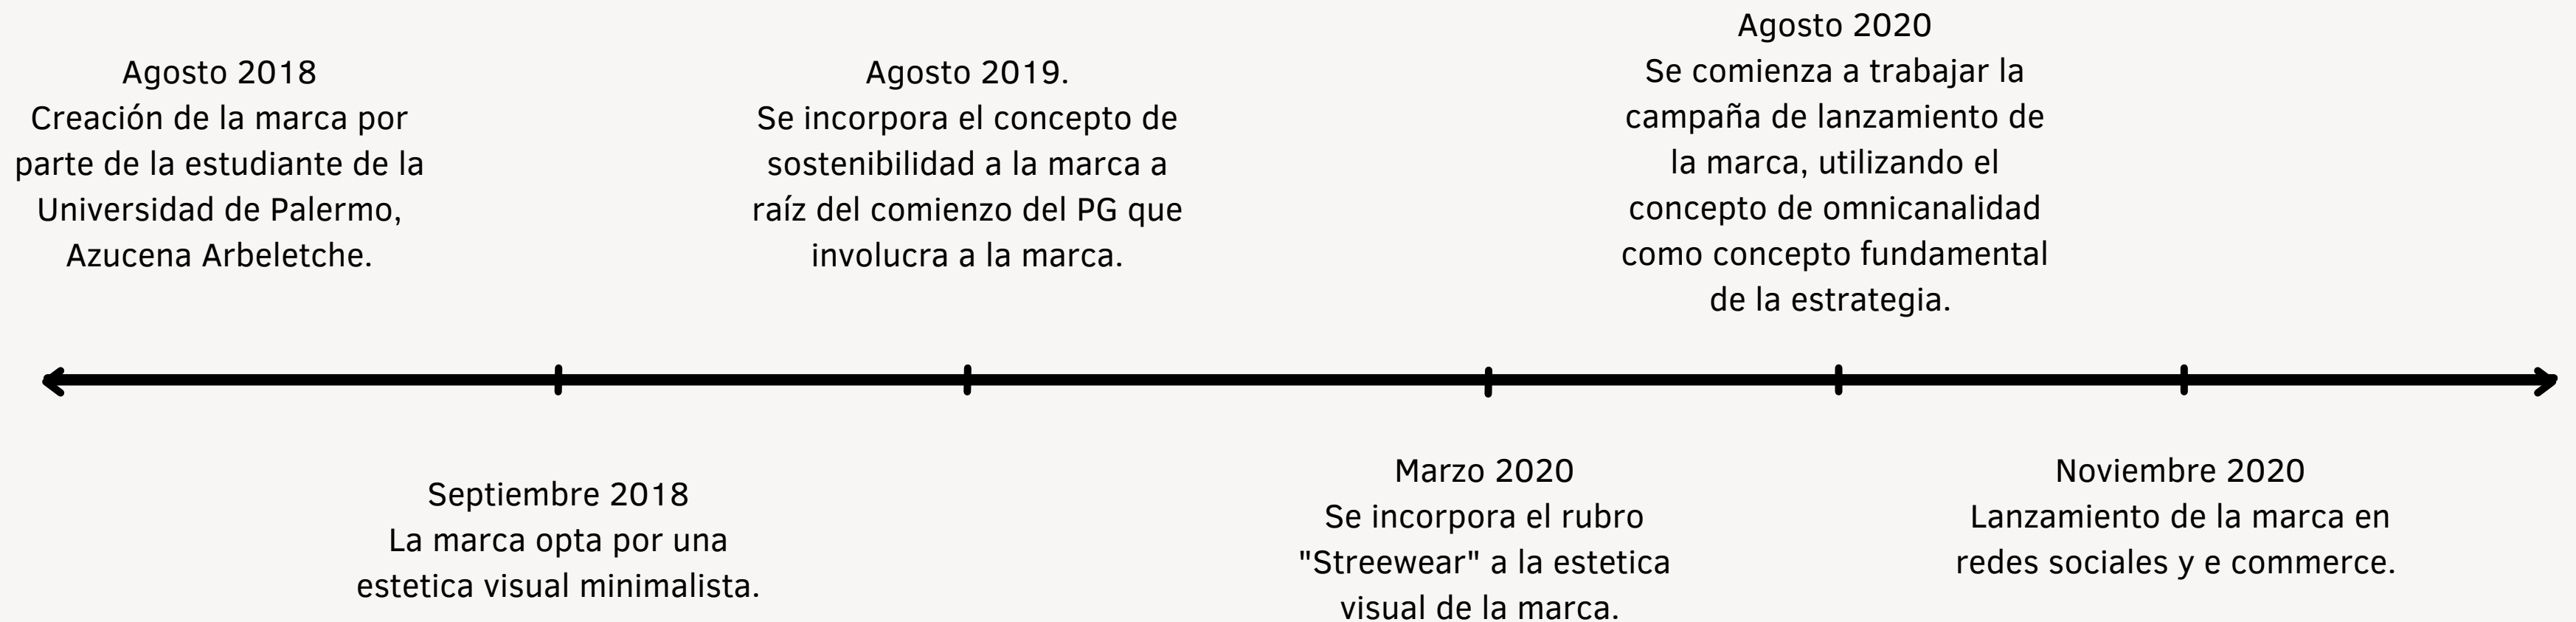 Agosto 2018
Creación de la marca por
parte de la estudiante de la
Universidad de Palermo,
Azucena Arbeletche.
Septiembre 2018
La marca opta por una
estetica visual minimalista.
Agosto 2019.
Se incorpora el concepto de
sostenibilidad a la marca a
raíz del comienzo del PG que
involucra a la marca.
Marzo 2020
Se incorpora el rubro
"Streewear" a la estetica
visual de la marca.
Agosto 2020
Se comienza a trabajar la
campaña de lanzamiento de
la marca, utilizando el
concepto de omnicanalidad
como concepto fundamental
de la estrategia.
Noviembre 2020
Lanzamiento de la marca en
redes sociales y e commerce.